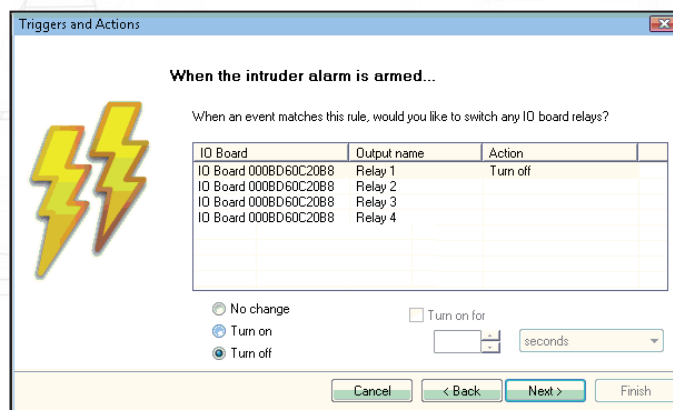 Triggers and Actions
When the intruder alarm is armed...
When an event matches this rule, would you like to switch any IO board relays?
IO Board Output name Action
IO Board 000BD60C20B8 Relay 1 Turn off
IO Board 000BD60C20B8 Relay 2
IO Board 000BD60C20B8 Relay 3
IO Board 000BD60C20B8 Relay 4
No change
Turn on for
Turn on
seconds
Turn off
Cancel < Back Next > Finish